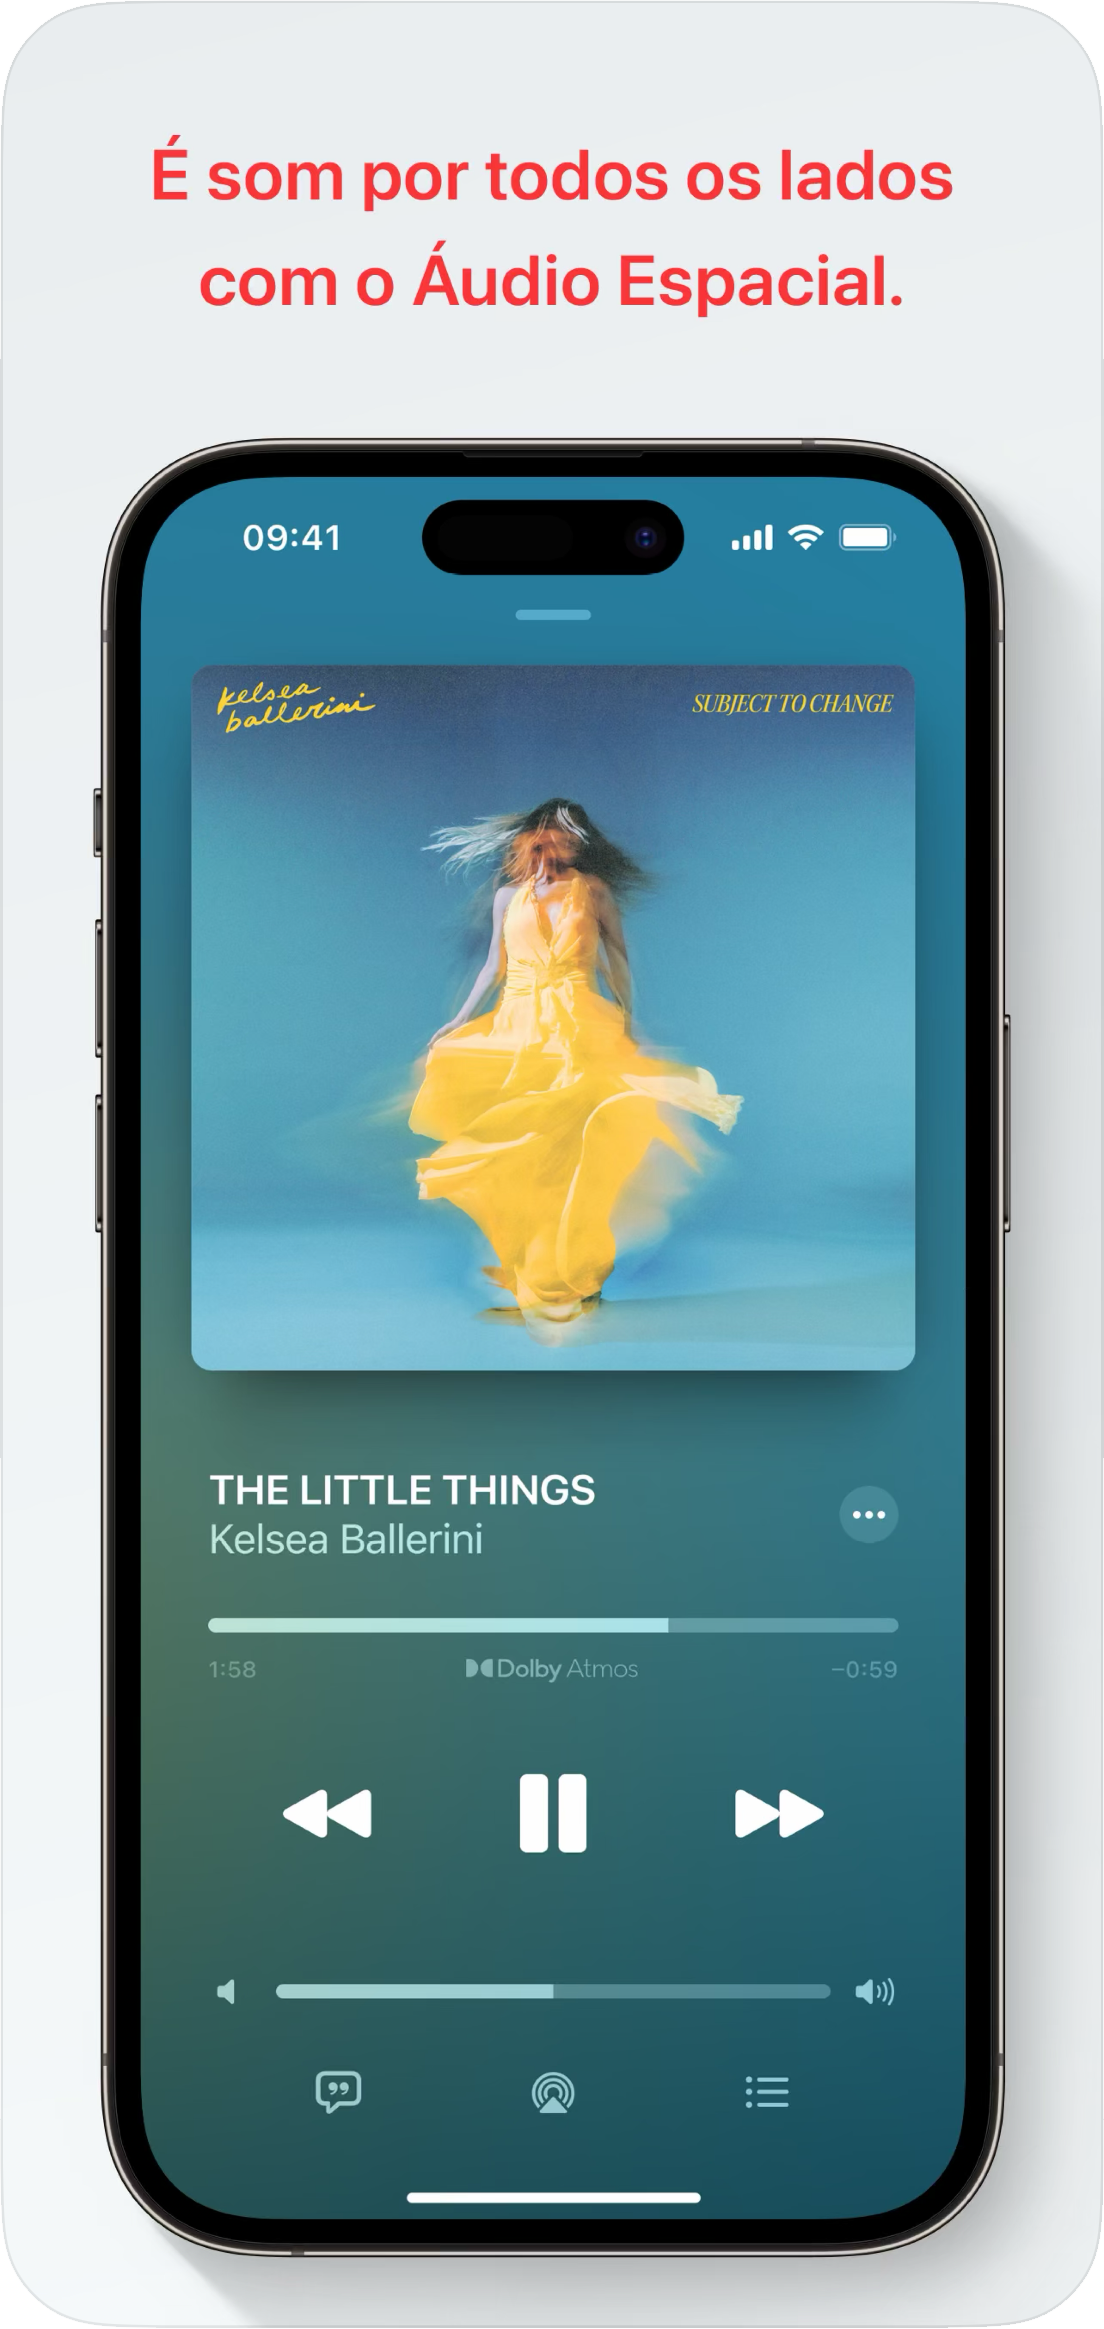 É som por todos os lados
com o Áudio Espacial.
09:41
kelsea
ballerini
SUBJECT TO CHANGE
THE LITTLE THINGS
Kelsea Ballerini
1:58
Dolby Atmos
−0:59